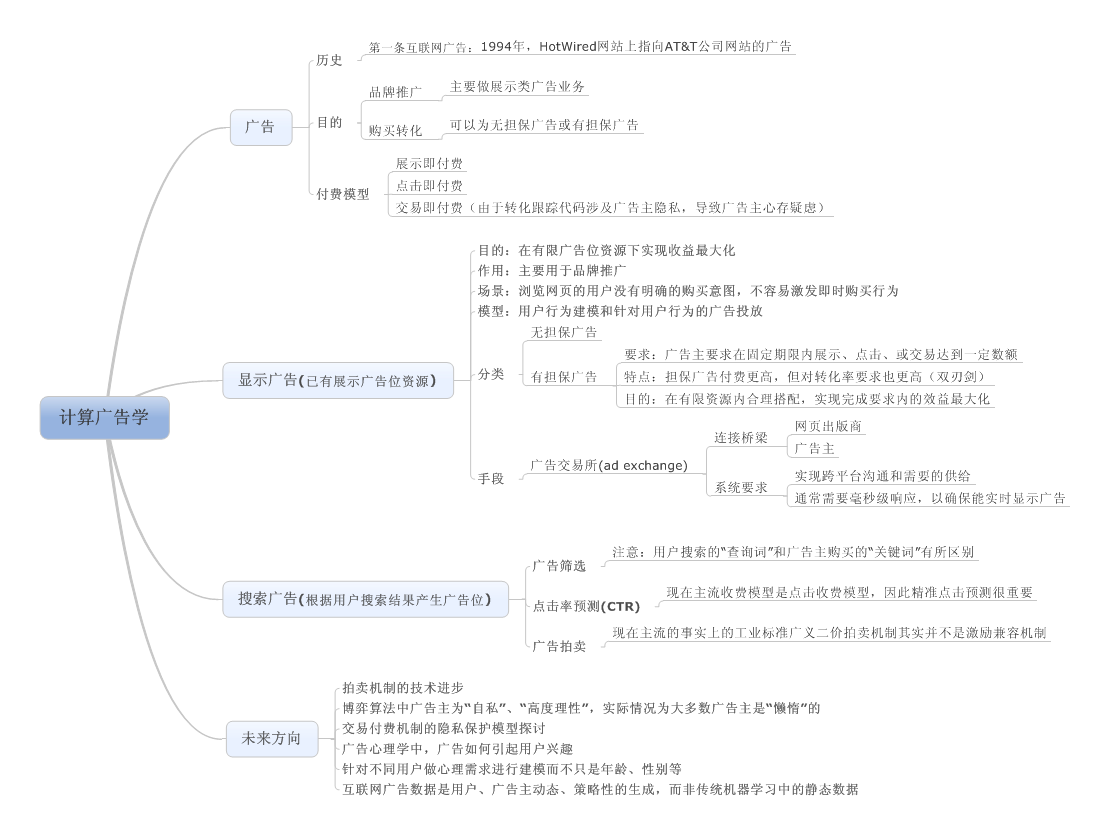 计算广告学
广告
历史
第一条互联网广告：1994年，HotWired网站上指向AT&T公司网站的广告
目的
品牌推广
主要做展示类广告业务
购买转化
可以为无担保广告或有担保广告
付费模型
展示即付费
点击即付费
交易即付费（由于转化跟踪代码涉及广告主隐私，导致广告主心存疑虑）
显示广告(已有展示广告位资源)
目的：在有限广告位资源下实现收益最大化
作用：主要用于品牌推广
场景：浏览网页的用户没有明确的购买意图，不容易激发即时购买行为
模型：用户行为建模和针对用户行为的广告投放
分类
无担保广告
有担保广告
要求：广告主要求在固定期限内展示、点击、或交易达到一定数额
特点：担保广告付费更高，但对转化率要求也更高（双刃剑）
目的：在有限资源内合理搭配，实现完成要求内的效益最大化
手段
广告交易所(ad exchange)
连接桥梁
网页出版商
广告主
系统要求
实现跨平台沟通和需要的供给
通常需要毫秒级响应，以确保能实时显示广告
搜索广告(根据用户搜索结果产生广告位)
广告筛选
注意：用户搜索的“查询词”和广告主购买的“关键词”有所区别
点击率预测(CTR)
现在主流收费模型是点击收费模型，因此精准点击预测很重要
广告拍卖
现在主流的事实上的工业标准广义二价拍卖机制其实并不是激励兼容机制
未来方向
拍卖机制的技术进步
博弈算法中广告主为“自私”、“高度理性”，实际情况为大多数广告主是“懒惰”的
交易付费机制的隐私保护模型探讨
广告心理学中，广告如何引起用户兴趣
针对不同用户做心理需求进行建模而不只是年龄、性别等
互联网广告数据是用户、广告主动态、策略性的生成，而非传统机器学习中的静态数据